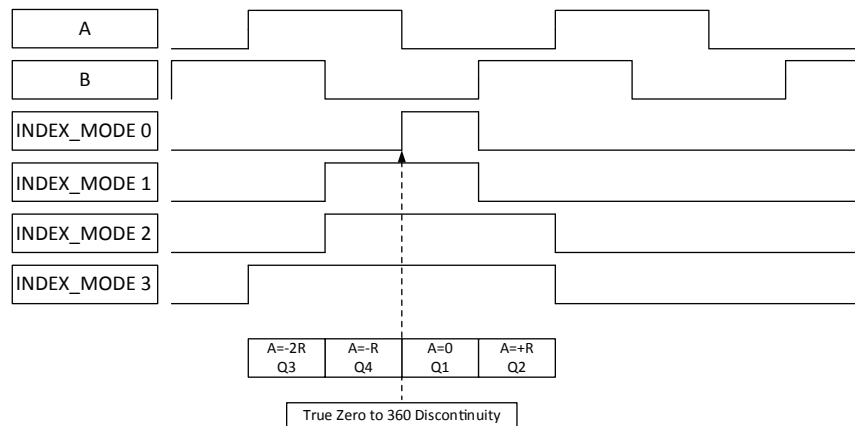 A
B
INDEX_MODE 0
INDEX_MODE 1
INDEX_MODE 2
INDEX_MODE 3
A=-2R A=-R A=0 A=+R
Q3 Q4 Q1 Q2
True Zero to 360 Discontinuity